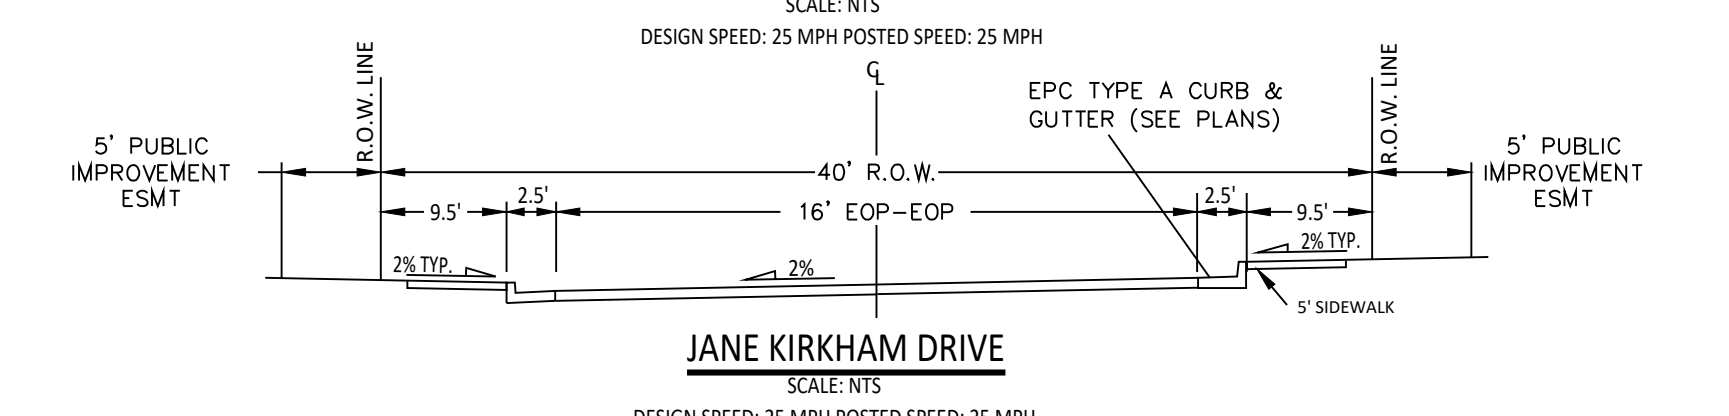 SCALE: NTS
DESIGN SPEED: 25 MPH POSTED SPEED: 25 MPH
R.O.W. LINE
CL
EPC TYPE A CURB &
GUTTER (SEE PLANS)
R.O.W. LINE
5' PUBLIC
IMPROVEMENT
ESMT
40' R.O.W.
5' PUBLIC
IMPROVEMENT
ESMT
9.5'
2.5'
16' EOP-EOP
2.5'
9.5'
2% TYP.
2%
2% TYP.
5' SIDEWALK
JANE KIRKHAM DRIVE
SCALE: NTS
DESIGN SPEED: 25 MPH POSTED SPEED: 25 MPH